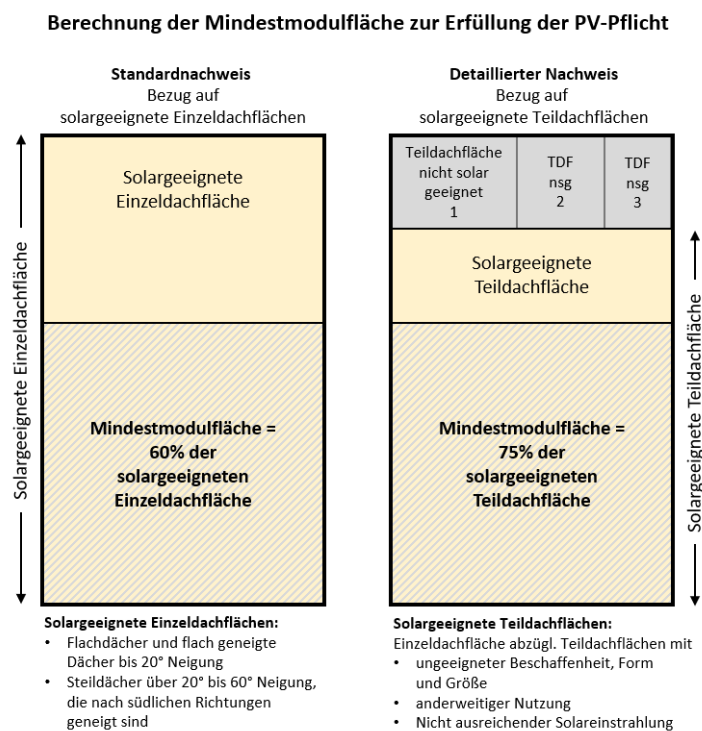 Berechnung der Mindestmodulfläche zur Erfüllung der PV-Pflicht
Standardnachweis
Bezug auf
solargeeignete Einzeldachflächen
Solargeeignete Einzeldachfläche
Solargeeignete
Einzeldachfläche
Mindestmodulfläche =
60% der
solargeeigneten
Einzeldachfläche
Solargeeignete Einzeldachflächen:
• Flachdächer und flach geneigte
Dächer bis 20° Neigung
• Steildächer über 20° bis 60° Neigung,
die nach südlichen Richtungen
geneigt sind
Detaillierter Nachweis
Bezug auf
solargeeignete Teildachflächen
Teildachfläche
nicht solar
geeignet
1
TDF
nsg
2
TDF
nsg
3
Solargeeignete
Teildachfläche
Mindestmodulfläche =
75% der
solargeeigneten
Teildachfläche
Solargeeignete Teildachfläche
Solargeeignete Teildachflächen:
Einzeldachfläche abzügl. Teildachflächen mit
• ungeeigneter Beschaffenheit, Form
und Größe
• anderweitiger Nutzung
• Nicht ausreichender Solareinstrahlung